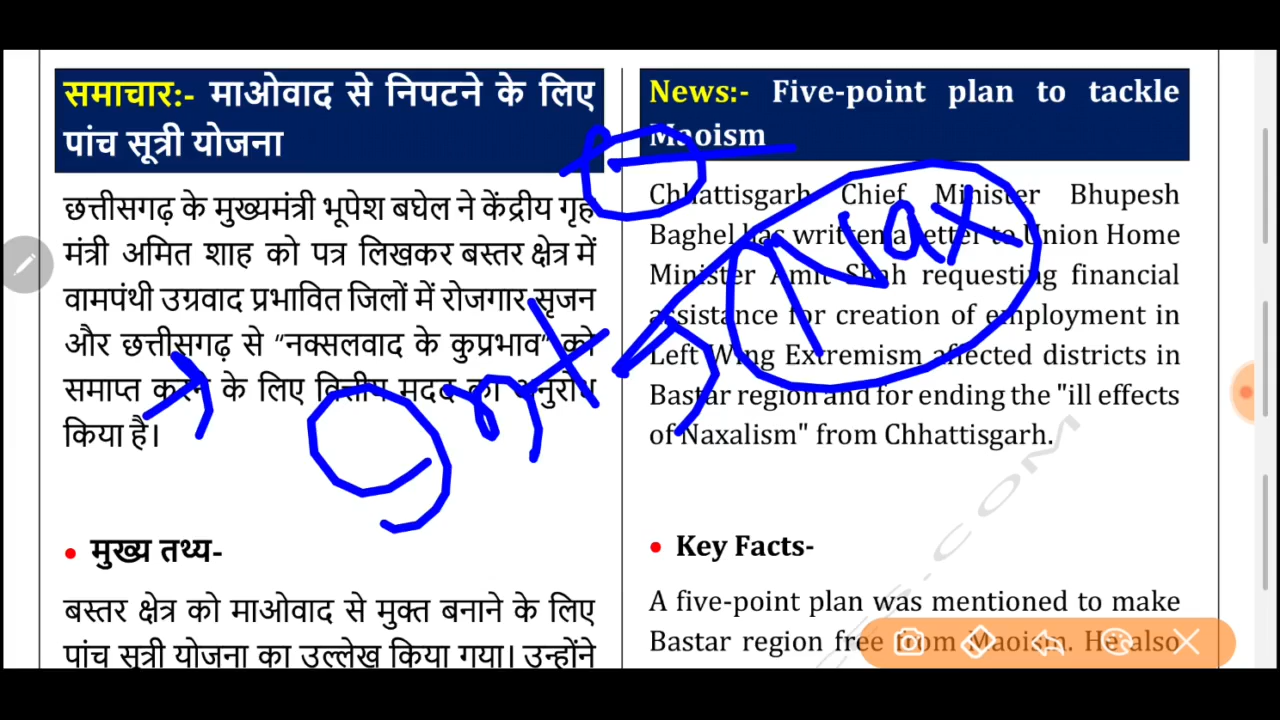 समाचार:- माओवाद से निपटने के लिए
पांच सूत्री योजना
छत्तीसगढ़ के मुख्यमंत्री भूपेश बघेल ने केंद्रीय गृह
मंत्री अमित शाह को पत्र लिखकर बस्तर क्षेत्र में
वामपंथी उग्रवाद प्रभावित जिलों में रोजगार सृजन
और छत्तीसगढ़ से “नक्सलवाद के कुप्रभाव” को
समाप्त करने के लिए वित्तीय मदद का अनुरोध
किया है।
• मुख्य तथ्य-
बस्तर क्षेत्र को माओवाद से मुक्त बनाने के लिए
पांच सूत्री योजना का उल्लेख किया गया। उन्होंने
News:- Five-point plan to tackle
Maoism
Chhattisgarh Chief Minister Bhupesh
Baghel has written a letter to Union Home
Minister Amit Shah requesting financial
assistance for creation of employment in
Left Wing Extremism affected districts in
Bastar region and for ending the "ill effects
of Naxalism" from Chhattisgarh.
• Key Facts-
A five-point plan was mentioned to make
Bastar region free from Maoism. He also
Nax